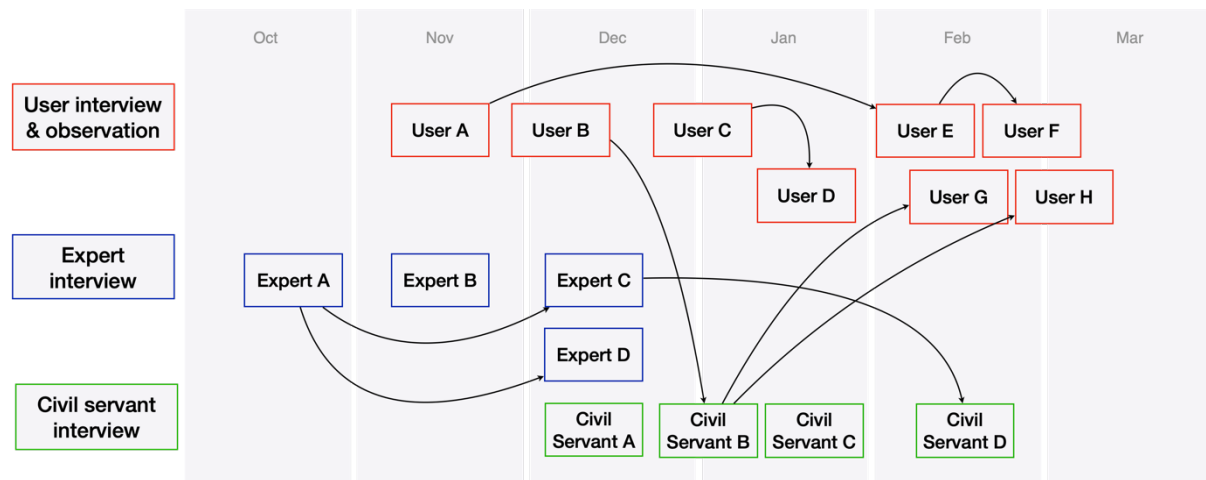 Oct
Nov
Dec
Jan
Feb
Mar
User interview
& observation
User A
User B
User C
User E
User F
User D
User G
User H
Expert
interview
Expert A
Expert B
Expert C
Expert D
Civil servant
interview
Civil
Servant A
Civil
Servant B
Civil
Servant C
Civil
Servant D